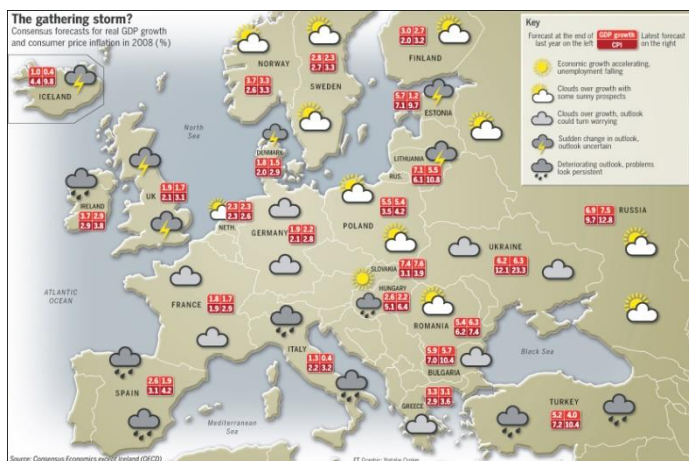 The gathering storm?
Consensus forecasts for real GDP growth
and consumer price inflation in 2008 (%)
Key
Forecast at the end of
last year on the left
GDP growth
CPI
Latest forecast
on the right
Economic growth accelerating,
unemployment falling
Clouds over growth with
some sunny prospects
Clouds over growth, outlook
could turn worrying
Sudden change in outlook,
outlook uncertain
Deteriorating outlook, problems
look persistent
1.0 0.4
4.4 9.8
ICELAND
NORWAY
3.7 3.3
2.6 3.3
2.8 2.3
2.7 3.3
SWEDEN
3.0 2.7
2.0 3.2
FINLAND
5.7 1.2
7.1 9.7
ESTONIA
North
Sea
DENMARK
1.8 1.5
2.0 2.9
LITHUANIA
7.1 5.5
6.1 10.8
RUS.
UK
1.9 1.7
2.1 3.1
IRELAND
3.7 2.9
2.9 3.8
2.3 2.3
2.3 2.6
NETH.
1.9 2.2
2.1 2.8
GERMANY
5.5 5.4
3.5 4.2
POLAND
6.9 7.5
9.7 12.8
RUSSIA
UKRAINE
6.2 6.3
12.1 23.3
7.4 7.6
3.1 3.9
SLOVAKIA
HUNGARY
2.6 2.2
5.1 6.4
ATLANTIC
OCEAN
FRANCE
1.8 1.7
1.9 2.9
5.4 6.3
6.2 7.4
ROMANIA
ITALY
1.3 0.4
2.2 3.2
5.9 5.7
7.0 10.4
BULGARIA
Black Sea
2.6 1.9
3.1 4.2
SPAIN
3.3 3.1
2.9 3.6
GREECE
TURKEY
5.2 4.0
7.2 10.4
Mediterranean
Sea
Source: Consensus Economics except Iceland (OECD)
FT Graphic: